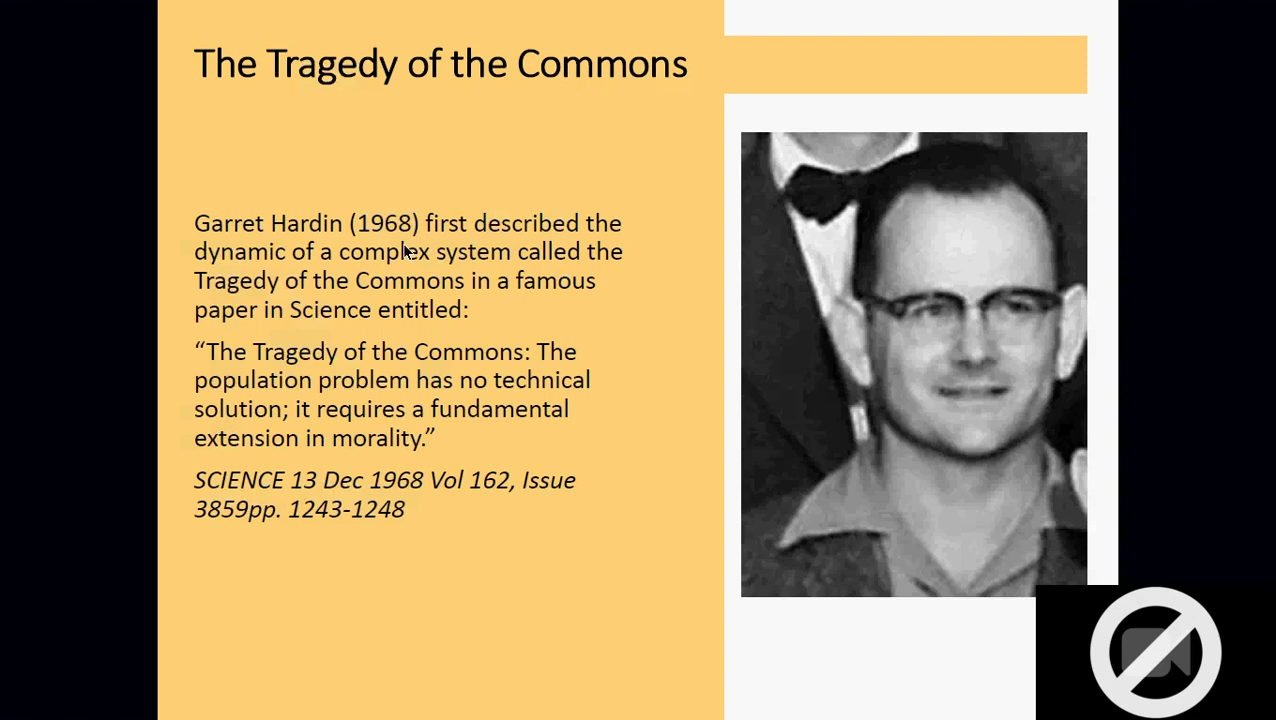 The Tragedy of the Commons
Garret Hardin (1968) first described the
dynamic of a complex system called the
Tragedy of the Commons in a famous
paper in Science entitled:
“The Tragedy of the Commons: The
population problem has no technical
solution; it requires a fundamental
extension in morality.”
SCIENCE 13 Dec 1968 Vol 162, Issue
3859pp. 1243-1248